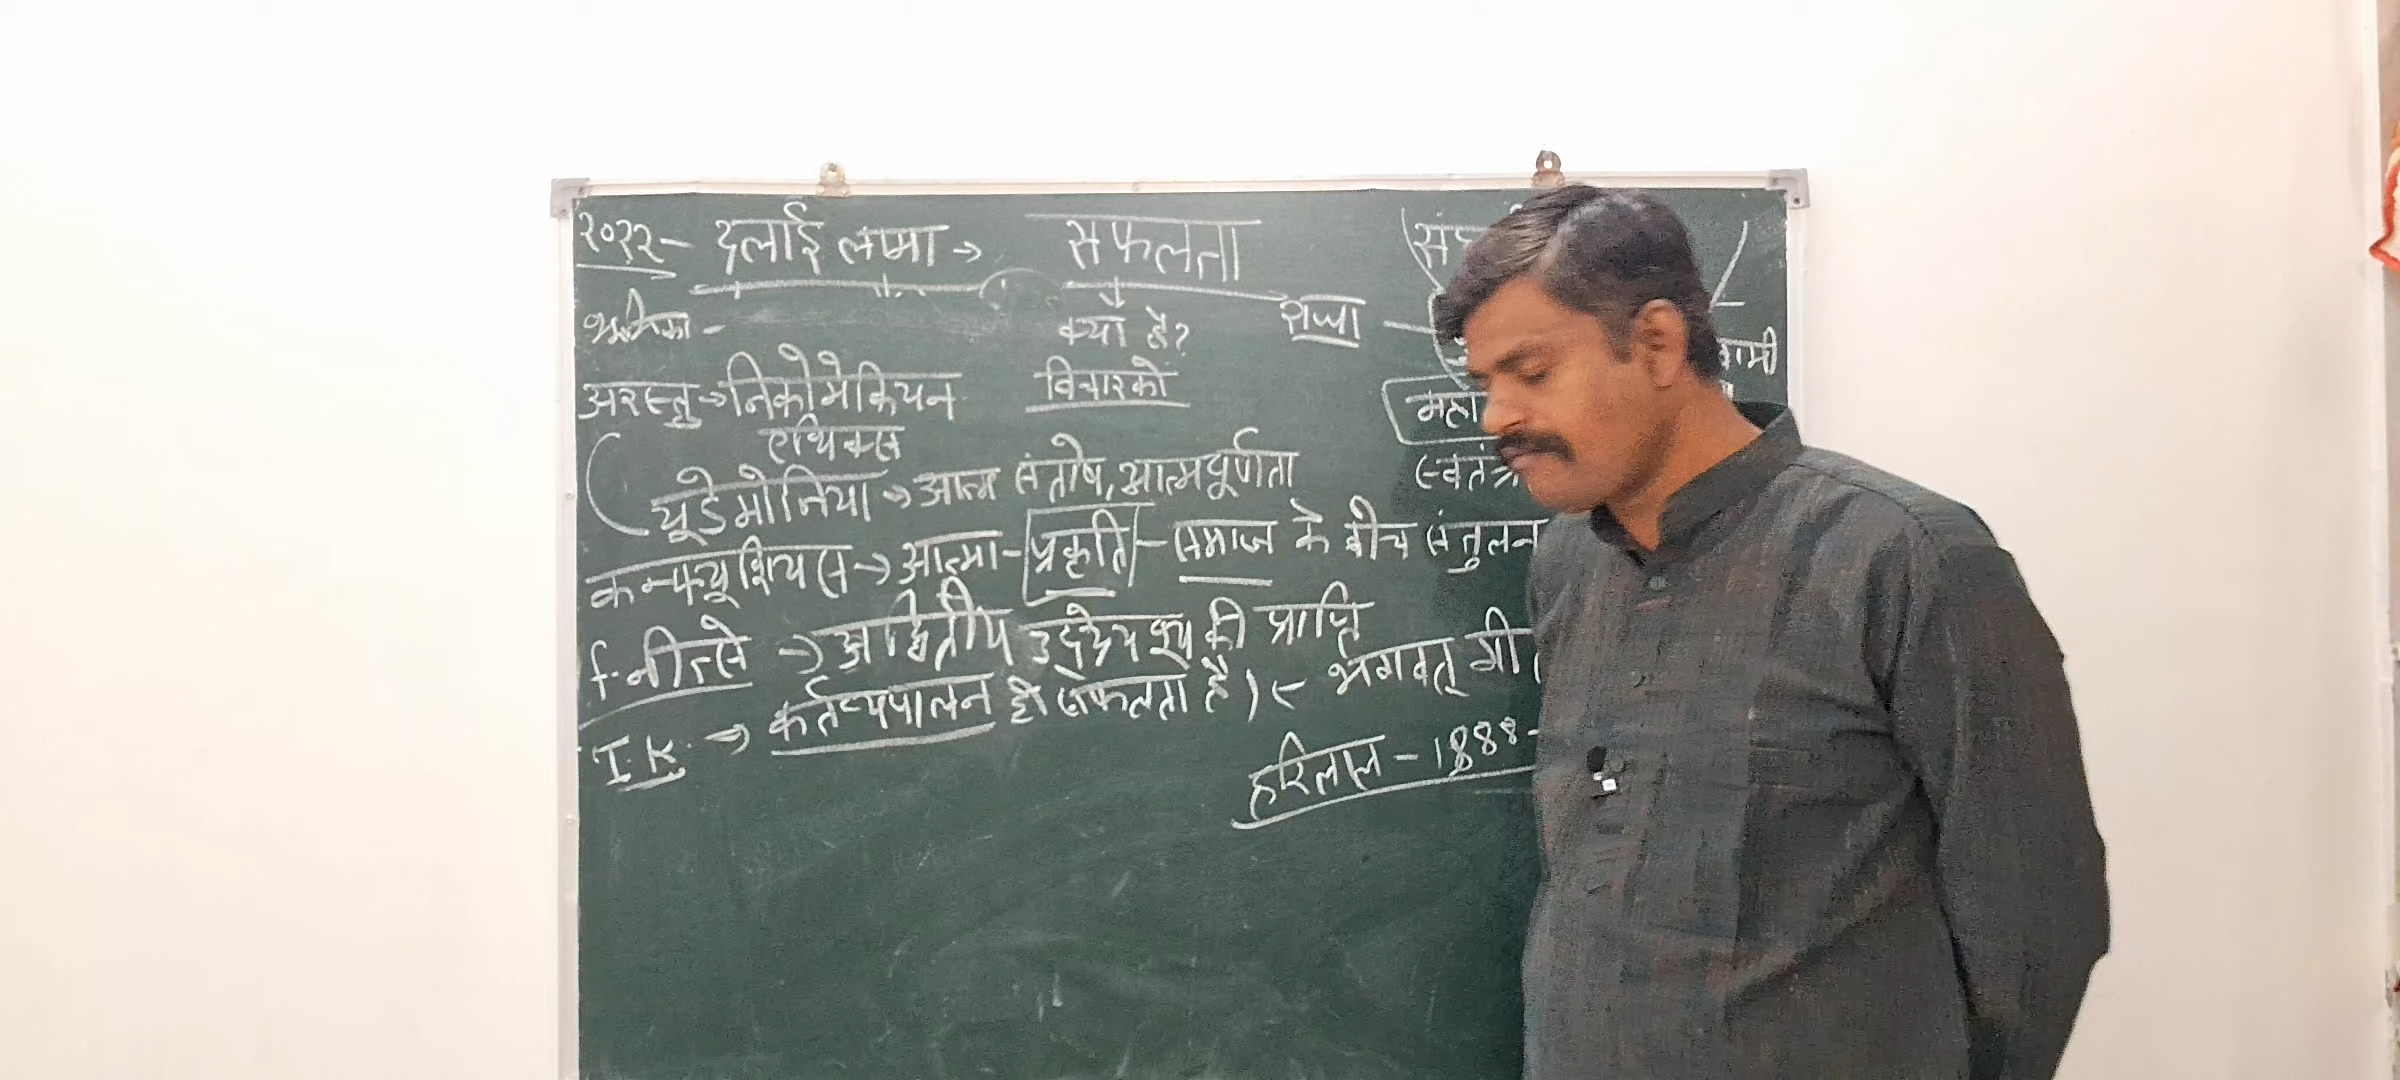 २०२२- दलाई लामा → सफलता
भूमिका - क्या है? राजा
अरस्तु → निकोमेकियन विचारको
एथिक्स
यूडेमोनिया → आत्म संतोष, आत्मपूर्णता
कन्फ्यूशियस → आत्मा - प्रकृति - समाज के बीच संतुलन
f. नीत्से → अद्वितीय उद्देश्य की प्राप्ति
I.K. → कर्तव्यपालन ही सफलता है) ← भगवत् गी
हरिलाल - 1888-